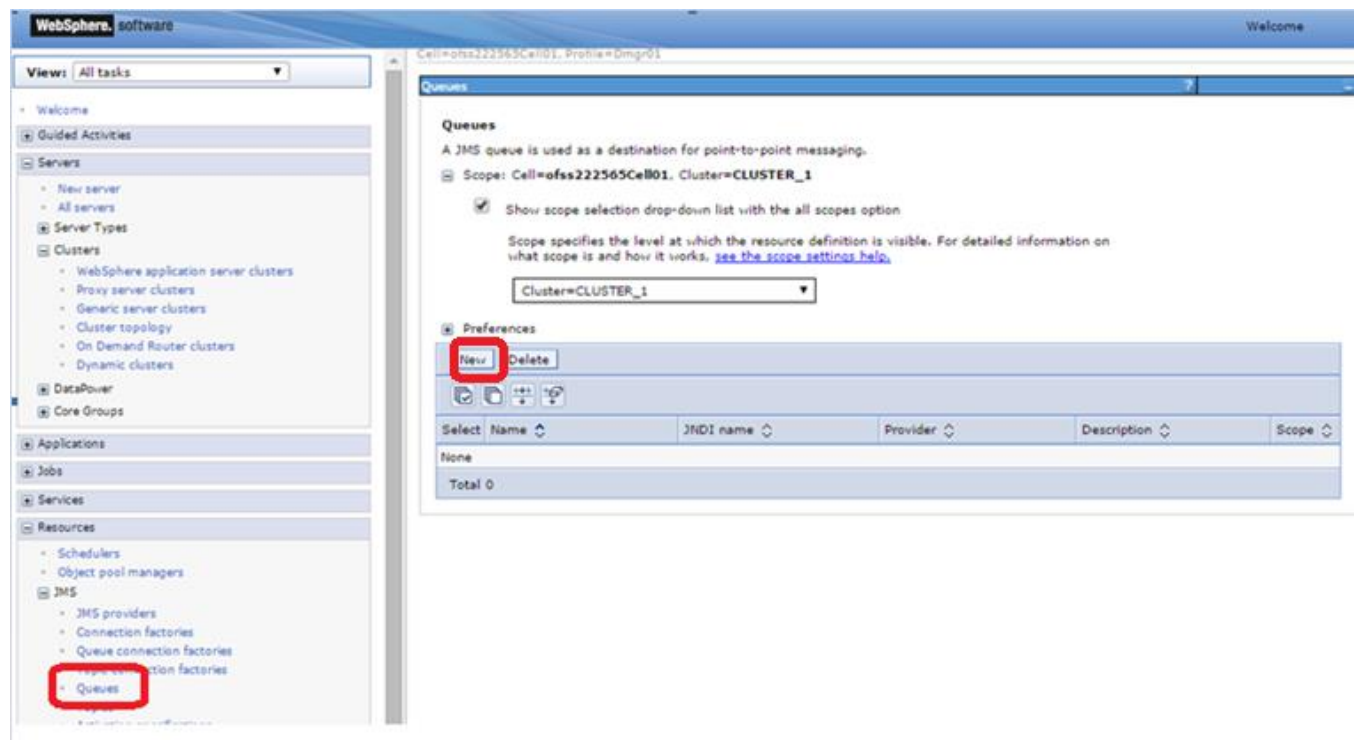 WebSphere. software
Welcome
View: All tasks
Cell=ofss222565Cell01, Profile=Dmgr01
Welcome
Guided Activities
Servers
New server
All servers
Server Types
Clusters
WebSphere application server clusters
Proxy server clusters
Generic server clusters
Cluster topology
On Demand Router clusters
Dynamic clusters
DataPower
Core Groups
Applications
Jobs
Services
Resources
Schedulers
Object pool managers
JMS
JMS providers
Connection factories
Queue connection factories
connection factories
Queues
Queues ?
Queues
A JMS queue is used as a destination for point-to-point messaging.
Scope: Cell=ofss222565Cell01, Cluster=CLUSTER_1
Show scope selection drop-down list with the all scopes option
Scope specifies the level at which the resource definition is visible. For detailed information on
what scope is and how it works, see the scope settings help.
Cluster=CLUSTER_1
Preferences
New Delete
Select Name JNDI name Provider Description Scope
None
Total 0